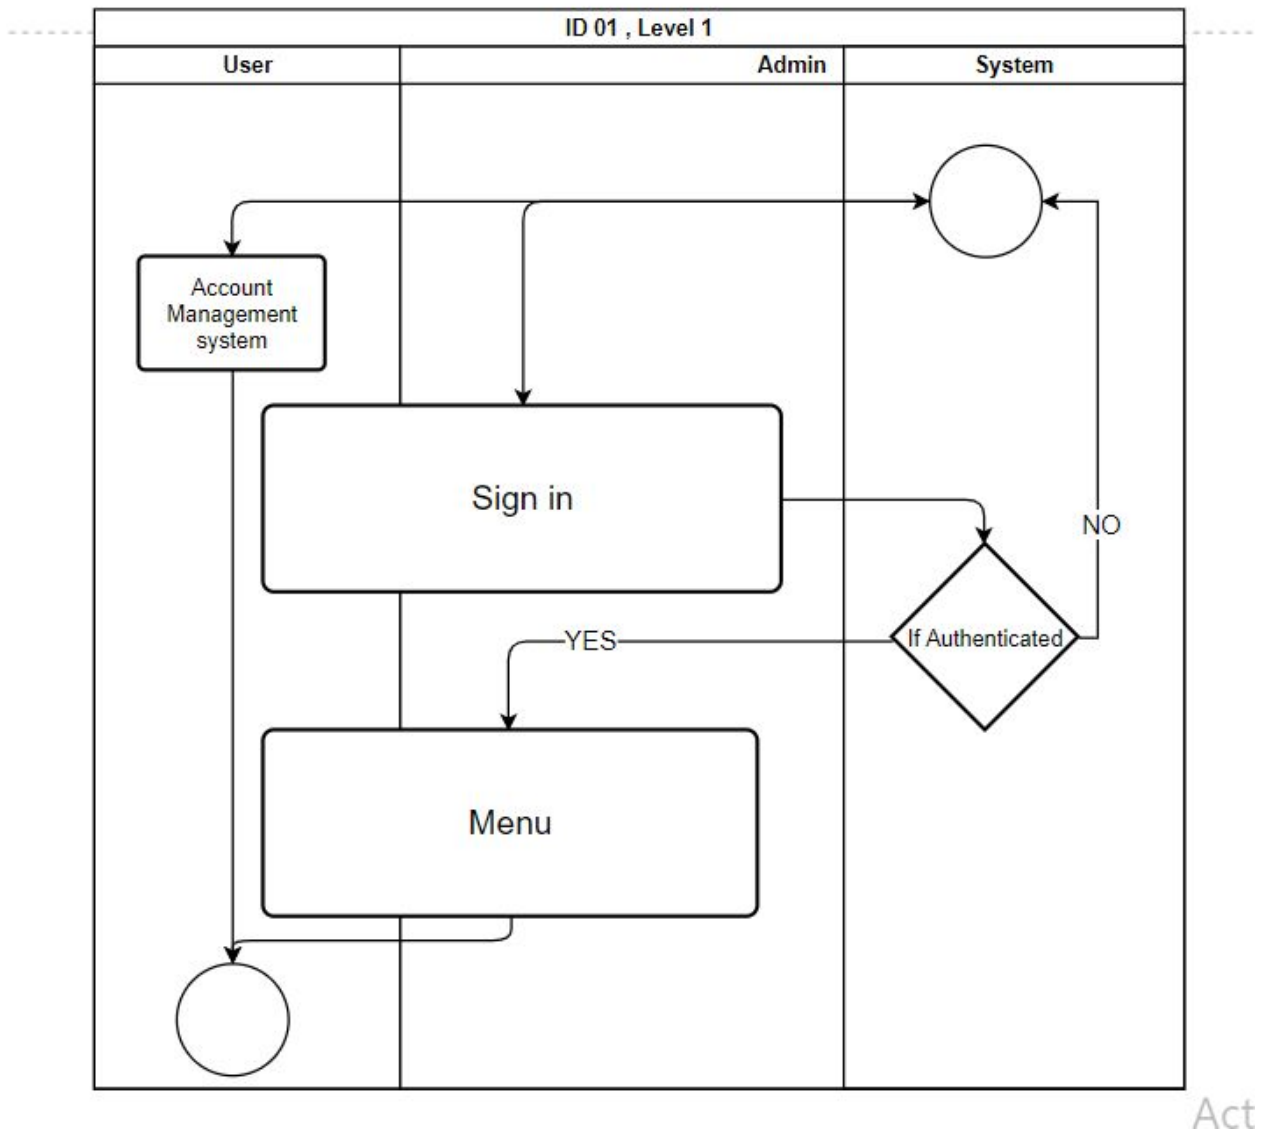 ID 01 , Level 1
User
Admin
System
Account
Management
system
Sign in
NO
If Authenticated
YES
Menu
Act